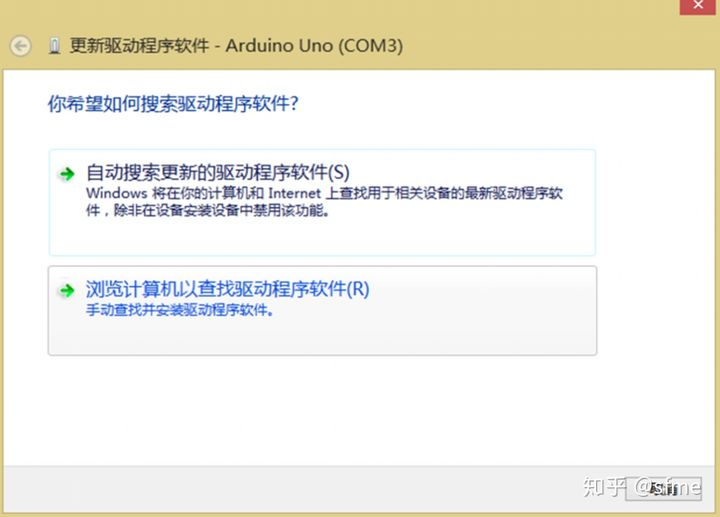 更新驱动程序软件 - Arduino Uno (COM3)
你希望如何搜索驱动程序软件?
自动搜索更新的驱动程序软件(S)
Windows 将在你的计算机和 Internet 上查找用于相关设备的最新驱动程序软
件，除非在设备安装设备中禁用该功能。
浏览计算机以查找驱动程序软件(R)
手动查找并安装驱动程序软件。
知乎 @sfme